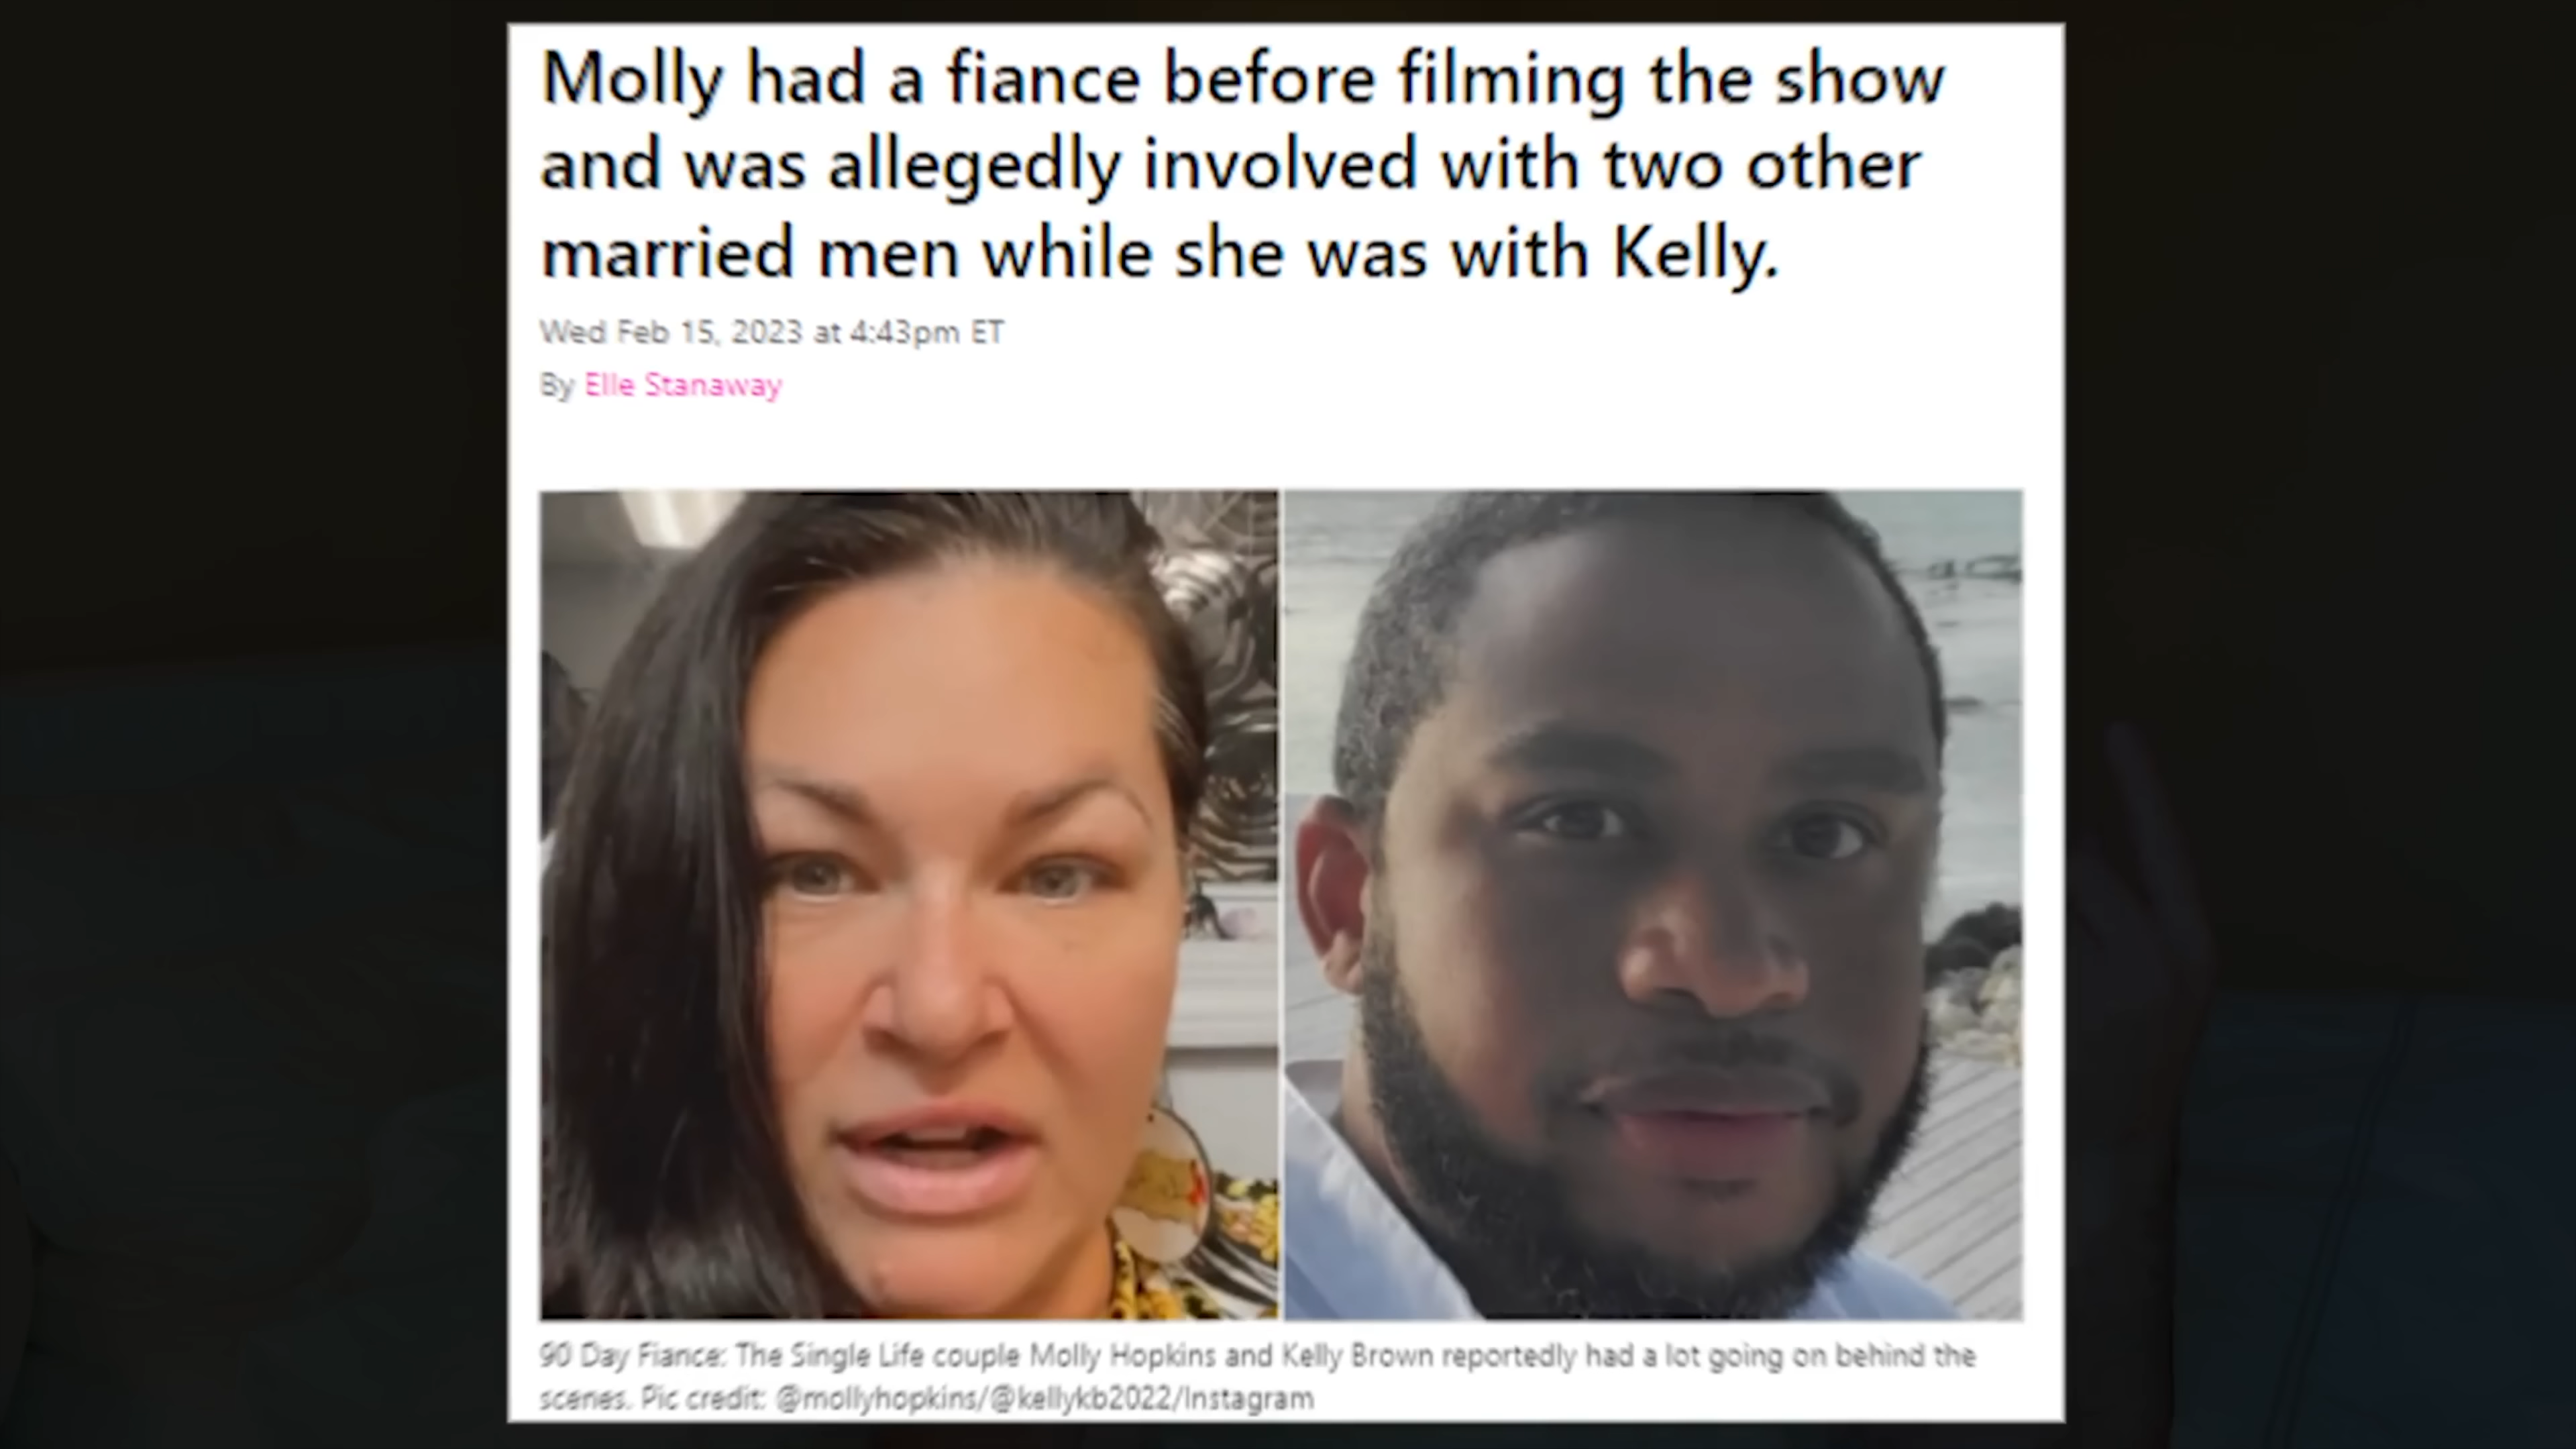 Molly had a fiance before filming the show
and was allegedly involved with two other
married men while she was with Kelly.
Wed Feb 15, 2023 at 4:43pm ET
By Elle Stanaway
90 Day Fiance: The Single Life couple Molly Hopkins and Kelly Brown reportedly had a lot going on behind the
scenes. Pic credit: @mollyhopkins/@kellykb2022/Instagram